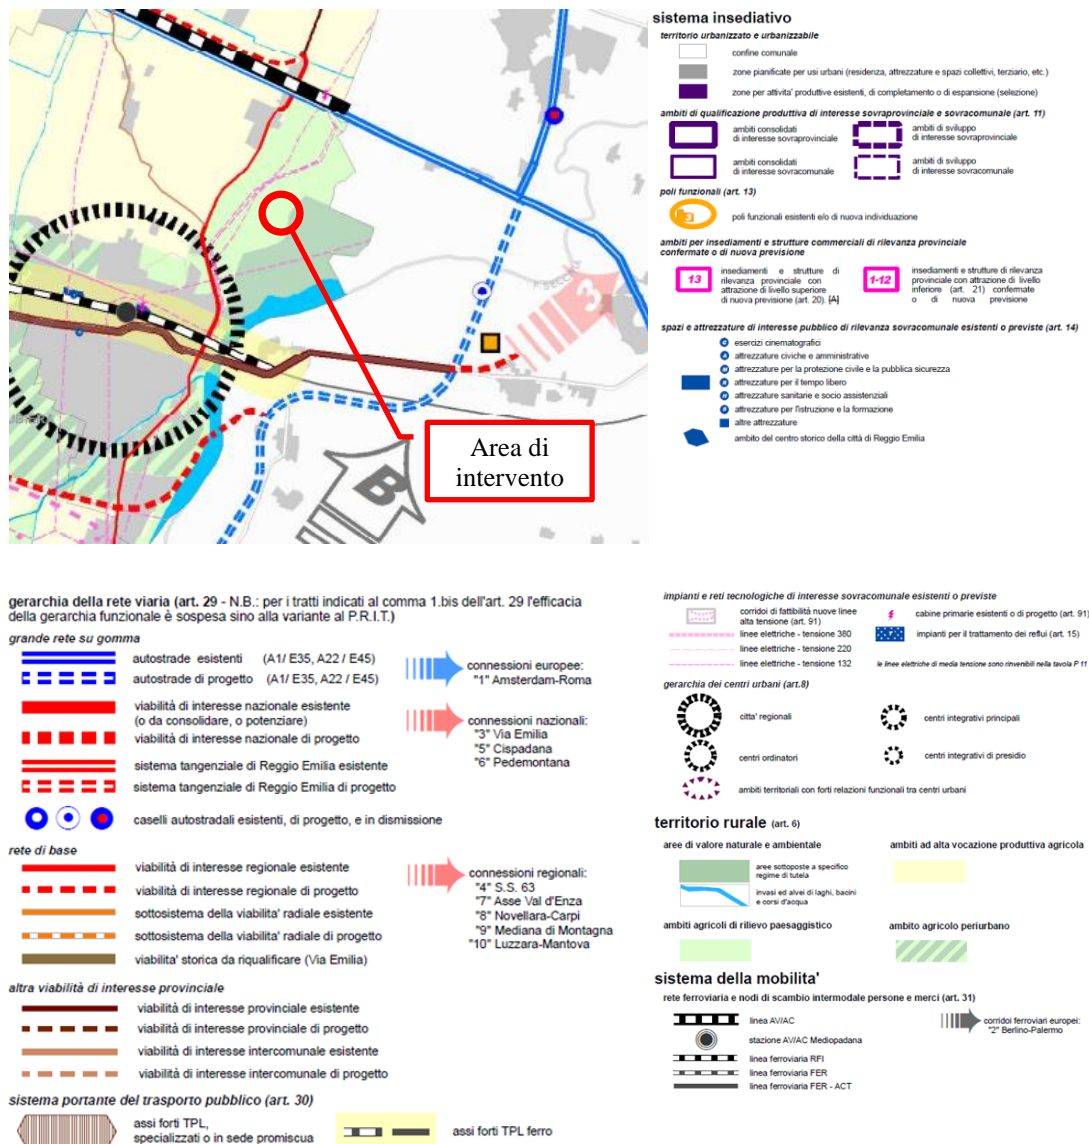 3
F. SECCHIA
B
Area di
intervento
sistema insediativo
territorio urbanizzato e urbanizzabile
confine comunale
zone pianificate per usi urbani (residenza, attrezzature e spazi collettivi, terziario, etc.)
zone per attivita' produttive esistenti, di completamento o di espansione (selezione)
ambiti di qualificazione produttiva di interesse sovraprovinciale e sovracomunale (art. 11)
ambiti consolidati
di interesse sovraprovinciale
ambiti di sviluppo
di interesse sovraprovinciale
ambiti consolidati
di interesse sovracomunale
ambiti di sviluppo
di interesse sovracomunale
poli funzionali (art. 13)
poli funzionali esistenti e/o di nuova individuazione
ambiti per insediamenti e strutture commerciali di rilevanza provinciale
confermate o di nuova previsione
13
insediamenti e strutture di
rilevanza provinciale con
attrazione di livello superiore
di nuova previsione (art. 20). [A]
1-12
insediamenti e strutture di rilevanza
provinciale con attrazione di livello
inferiore (art. 21) confermate
o di nuova previsione
spazi e attrezzature di interesse pubblico di rilevanza sovracomunale esistenti o previste (art. 14)
esercizi cinematografici
attrezzature civiche e amministrative
attrezzature per la protezione civile e la pubblica sicurezza
attrezzature per il tempo libero
attrezzature sanitarie e socio assistenziali
attrezzature per l'istruzione e la formazione
altre attrezzature
ambito del centro storico della città di Reggio Emilia
gerarchia della rete viaria (art. 29 - N.B.: per i tratti indicati al comma 1.bis dell'art. 29 l'efficacia
della gerarchia funzionale è sospesa sino alla variante al P.R.I.T.)
grande rete su gomma
autostrade esistenti (A1/ E35, A22 / E45)
autostrade di progetto (A1/ E35, A22 / E45)
connessioni europee:
"1" Amsterdam-Roma
viabilità di interesse nazionale esistente
(o da consolidare, o potenziare)
viabilità di interesse nazionale di progetto
sistema tangenziale di Reggio Emilia esistente
sistema tangenziale di Reggio Emilia di progetto
connessioni nazionali:
"3" Via Emilia
"5" Cispadana
"6" Pedemontana
caselli autostradali esistenti, di progetto, e in dismissione
rete di base
viabilità di interesse regionale esistente
viabilità di interesse regionale di progetto
sottosistema della viabilita' radiale esistente
sottosistema della viabilita' radiale di progetto
viabilita' storica da riqualificare (Via Emilia)
connessioni regionali:
"4" S.S. 63
"7" Asse Val d'Enza
"8" Novellara-Carpi
"9" Mediana di Montagna
"10" Luzzara-Mantova
altra viabilità di interesse provinciale
viabilità di interesse provinciale esistente
viabilità di interesse provinciale di progetto
viabilità di interesse intercomunale esistente
viabilità di interesse intercomunale di progetto
sistema portante del trasporto pubblico (art. 30)
assi forti TPL,
specializzati o in sede promiscua
assi forti TPL ferro
impianti e reti tecnologiche di interesse sovracomunale esistenti o previste
corridoi di fattibilità nuove linee
alta tensione (art. 91)
linee elettriche - tensione 380
linee elettriche - tensione 220
linee elettriche - tensione 132
cabine primarie esistenti o di progetto (art. 91)
impianti per il trattamento dei reflui (art. 15)
le linee elettriche di media tensione sono rinvenibili nella tavola P 11
gerarchia dei centri urbani (art.8)
citta' regionali
centri integrativi principali
centri ordinatori
centri integrativi di presidio
ambiti territoriali con forti relazioni funzionali tra centri urbani
territorio rurale (art. 6)
aree di valore naturale e ambientale
aree sottoposte a specifico
regime di tutela
invasi ed alvei di laghi, bacini
e corsi d'acqua
ambiti ad alta vocazione produttiva agricola
ambiti agricoli di rilievo paesaggistico
ambito agricolo periurbano
sistema della mobilita'
rete ferroviaria e nodi di scambio intermodale persone e merci (art. 31)
linea AV/AC
stazione AV/AC Mediopadana
linea ferroviaria RFI
linea ferroviaria FER
linea ferroviaria FER - ACT
corridoi ferroviari europei:
"2" Berlino-Palermo